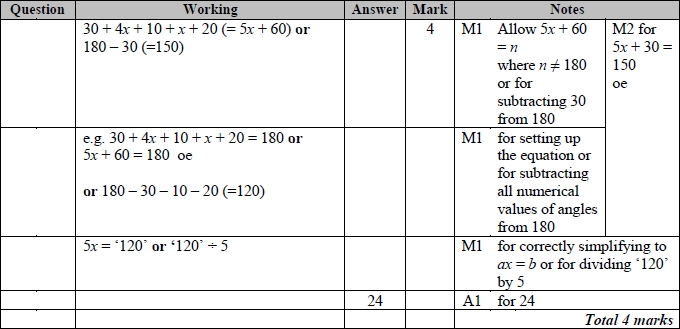 Question Working Answer Mark Notes
30 + 4x + 10 + x + 20 (= 5x + 60) or
180 – 30 (=150)
4
M1 Allow 5x + 60
= n
where n ≠ 180
or for
subtracting 30
from 180
M2 for
5x + 30 =
150
oe
e.g. 30 + 4x + 10 + x + 20 = 180 or
5x + 60 = 180 oe
or 180 – 30 – 10 – 20 (=120)
M1 for setting up
the equation or
for subtracting
all numerical
values of angles
from 180
5x = ‘120’ or ‘120’ ÷ 5
M1 for correctly simplifying to
ax = b or for dividing ‘120’
by 5
24 A1 for 24
Total 4 marks